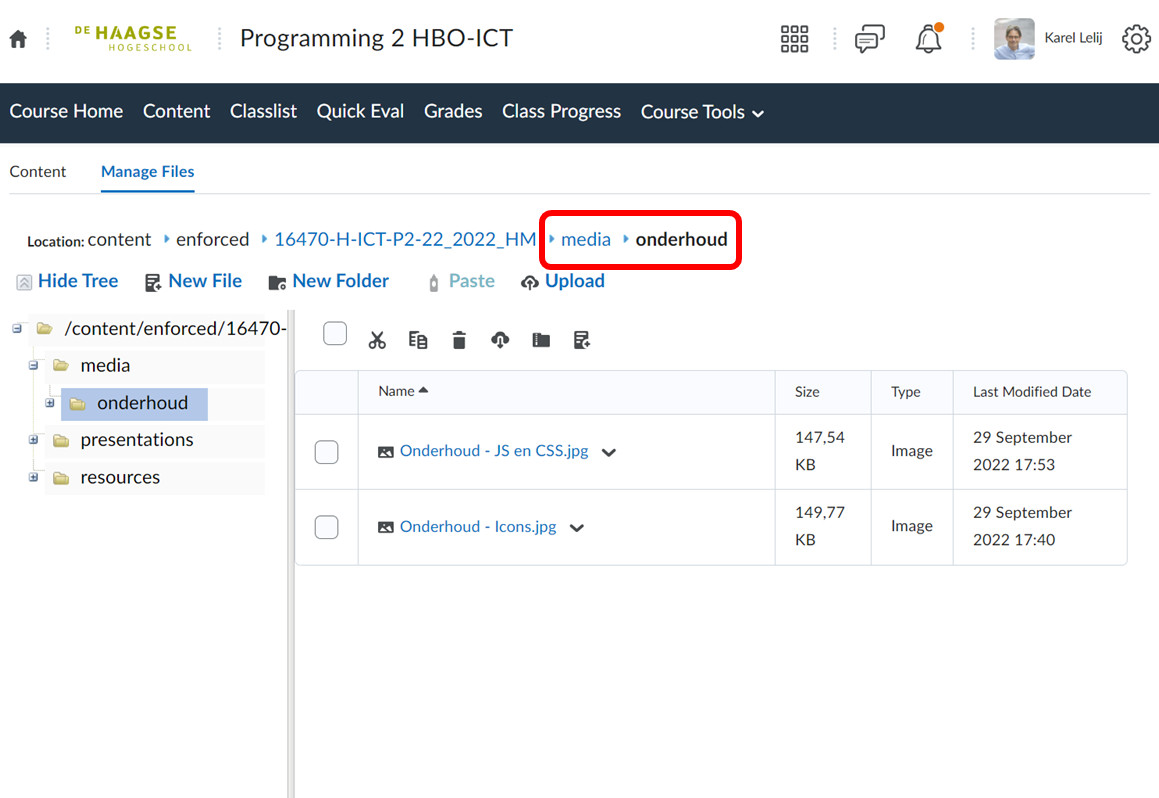 DE HAAGSE
HOGESCHOOL
Programming 2 HBO-ICT
Karel Lelij
Course Home Content Classlist Quick Eval Grades Class Progress Course Tools
Content Manage Files
Location: content enforced 16470-H-ICT-P2-22_2022_HM media onderhoud
Hide Tree New File New Folder Paste Upload
/content/enforced/16470-
media
onderhoud
presentations
resources
Name Size Type Last Modified Date
Onderhoud - JS en CSS.jpg 147,54 KB Image 29 September 2022 17:53
Onderhoud - Icons.jpg 149,77 KB Image 29 September 2022 17:40